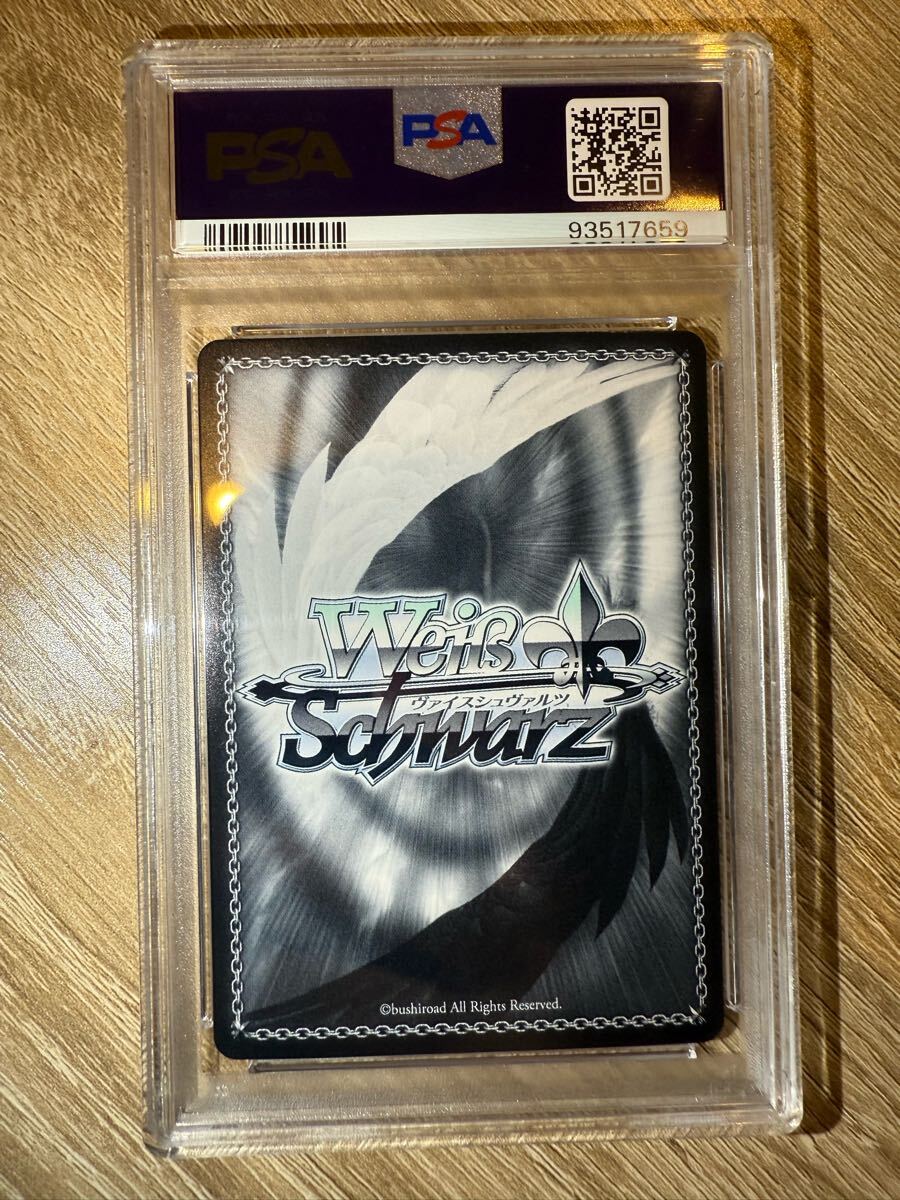 PSA
PSA
93517659
Weiß
ヴァイスシュヴァルツ
Schwarz
©bushiroad All Rights Reserved.